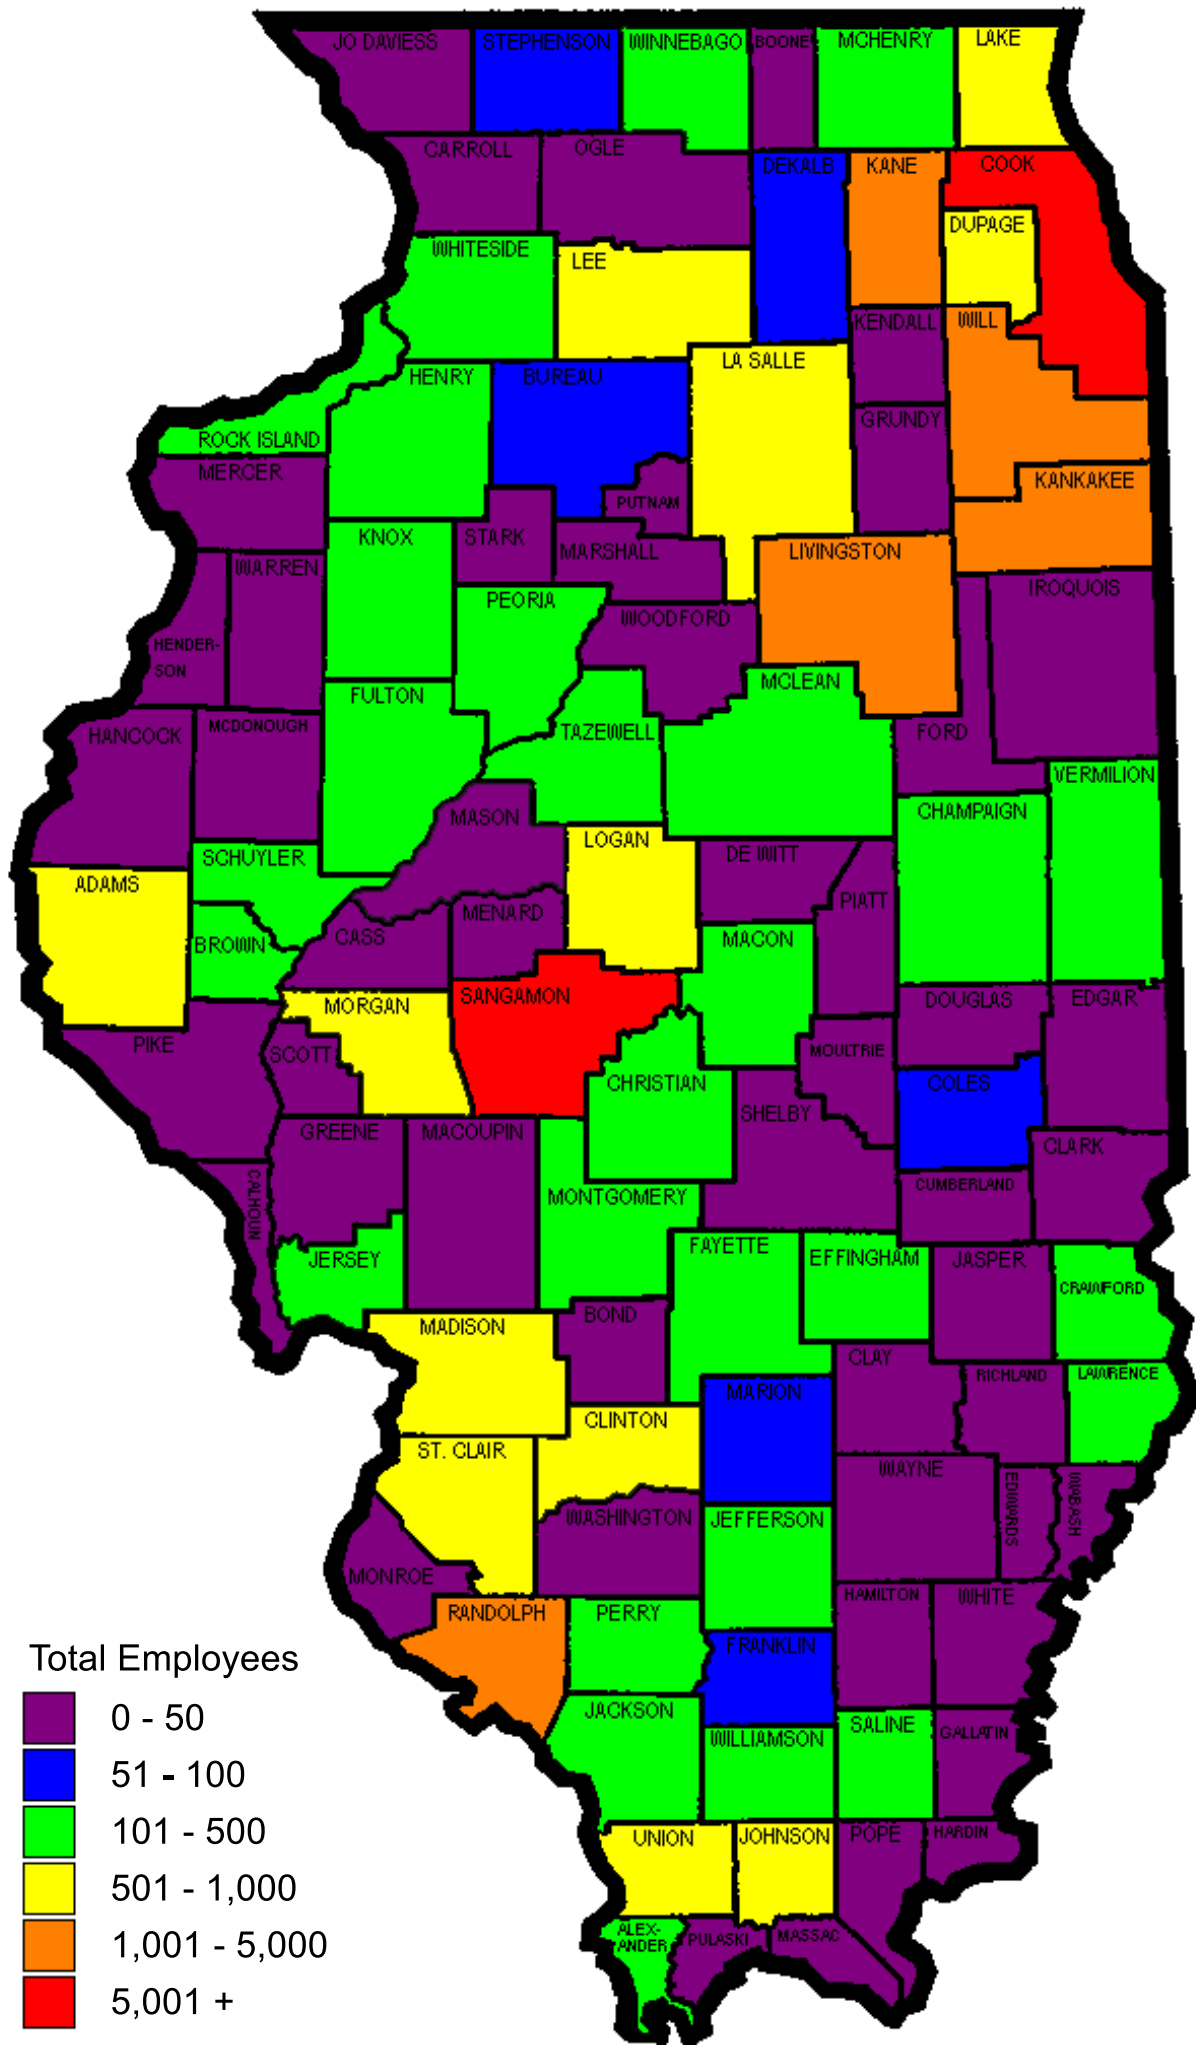 JO DAVIESS
STEPHENSON
WINNEBAGO
BOONE
MCHENRY
LAKE
CARROLL
OGLE
DEKALB
KANE
COOK
DUPAGE
WHITESIDE
LEE
KENDALL
WILL
LA SALLE
HENRY
BUREAU
GRUNDY
ROCK ISLAND
MERCER
PUTNAM
KANKAKEE
KNOX
STARK
MARSHALL
LIVINGSTON
WARREN
IROQUOIS
PEORIA
WOODFORD
HENDER-
SON
MCLEAN
FULTON
HANCOCK
MCDONOUGH
TAZEWELL
FORD
VERMILION
MASON
CHAMPAIGN
LOGAN
DE WITT
SCHUYLER
ADAMS
PIATT
MENARD
CASS
BROWN
MACON
MORGAN
SANGAMON
DOUGLAS
EDGAR
PIKE
SCOTT
MOULTRIE
CHRISTIAN
COLES
SHELBY
GREENE
MACOUPIN
CLARK
CALHOUN
CUMBERLAND
MONTGOMERY
JERSEY
FAYETTE
EFFINGHAM
JASPER
CRAWFORD
MADISON
BOND
CLAY
RICHLAND
LAWRENCE
MARION
CLINTON
ST. CLAIR
WAYNE
EDWARDS
WABASH
WASHINGTON
JEFFERSON
MONROE
RANDOLPH
PERRY
HAMILTON
WHITE
FRANKLIN
JACKSON
WILLIAMSON
SALINE
GALLATIN
UNION
JOHNSON
POPE
HARDIN
ALEX-
ANDER
PULASKI
MASSAC
Total Employees
0 - 50
51 - 100
101 - 500
501 - 1,000
1,001 - 5,000
5,001 +